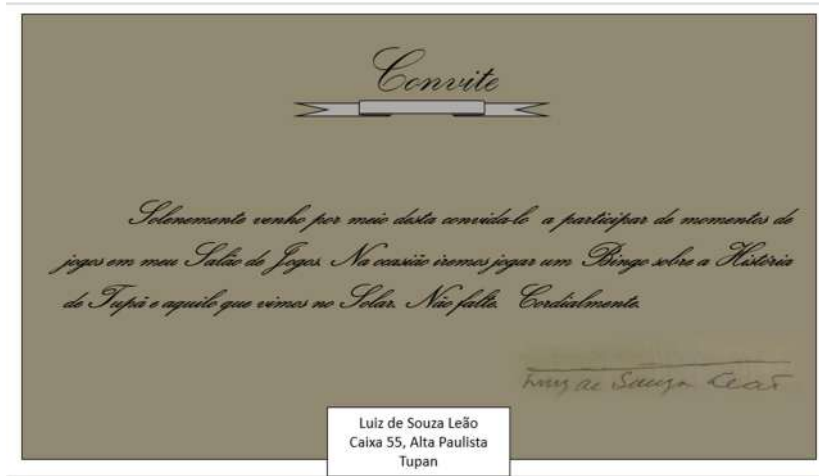 Convite
Solenemente venho por meio desta convida-lo a participar de momentos de
jogos em meu Salão de Jogos. Na ocasião iremos jogar um Bingo sobre a História
de Tupã e aquilo que vimos no Solar. Não falte. Cordialmente.
Luiz de Souza Leão
Luiz de Souza Leão
Caixa 55, Alta Paulista
Tupan